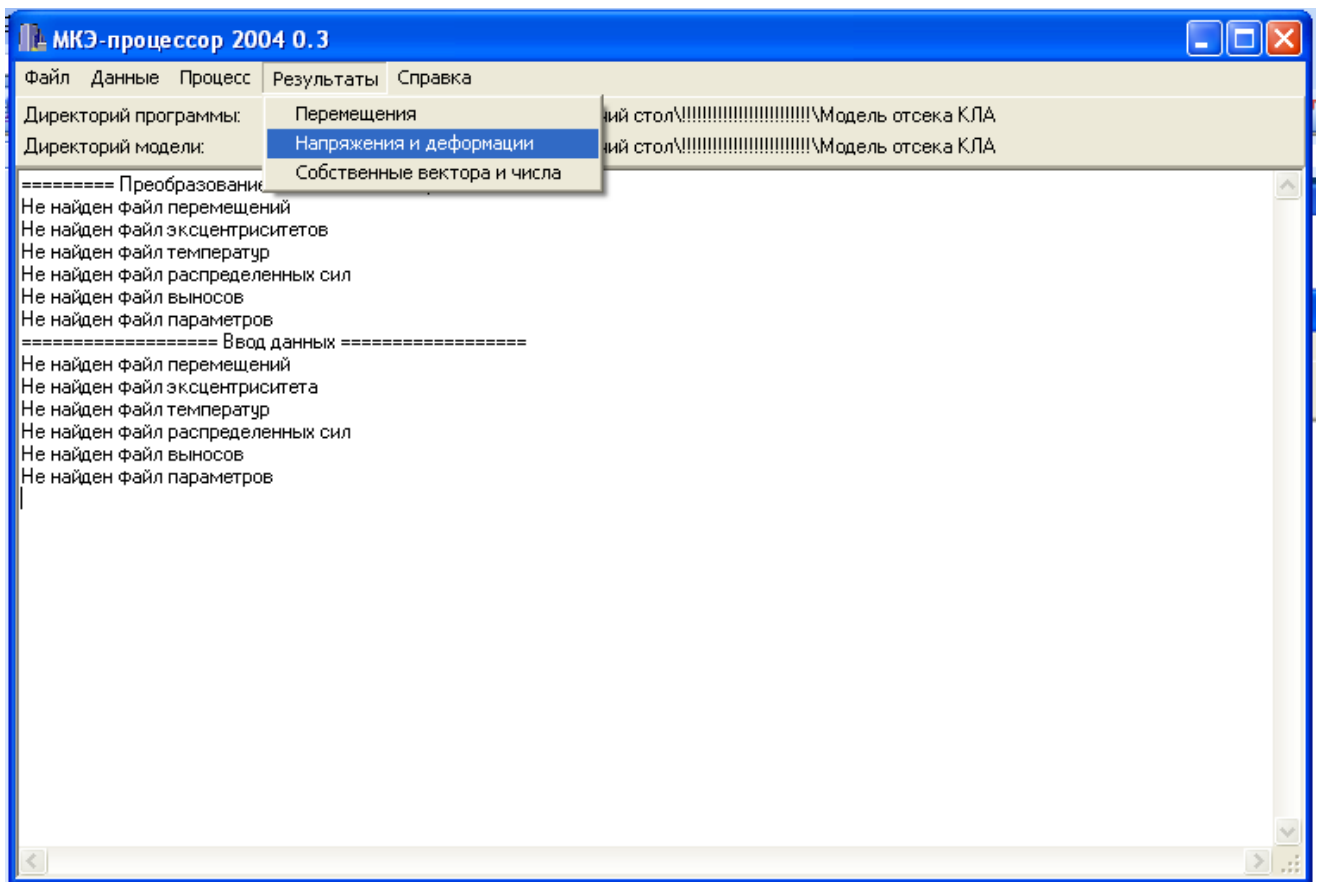 МКЭ-процессор 2004 0.3
Файл Данные Процесс Результаты Справка
Директорий программы: чий стол\!!!!!!!!!!!!!!!!!!!!!!!!!!\Модель отсека КЛА
Директорий модели: чий стол\!!!!!!!!!!!!!!!!!!!!!!!!!!\Модель отсека КЛА
Перемещения
Напряжения и деформации
Собственные вектора и числа
========= Преобразование
Не найден файл перемещений
Не найден файл эксцентриситетов
Не найден файл температур
Не найден файл распределенных сил
Не найден файл выносов
Не найден файл параметров
=================== Ввод данных ==================
Не найден файл перемещений
Не найден файл эксцентриситета
Не найден файл температур
Не найден файл распределенных сил
Не найден файл выносов
Не найден файл параметров